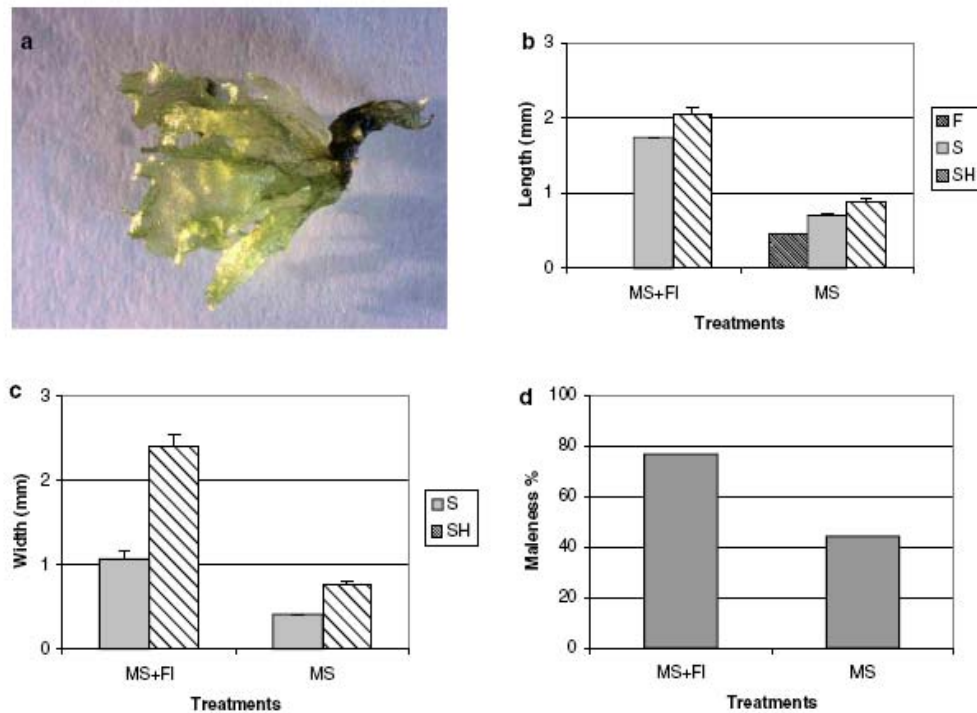 a
b
3
2
1
0
Length (mm)
MS+FI
MS
Treatments
F
S
SH
c
3
2
1
0
Width (mm)
MS+FI
MS
Treatments
S
SH
d
100
80
60
40
20
0
Maleness %
MS+FI
MS
Treatments